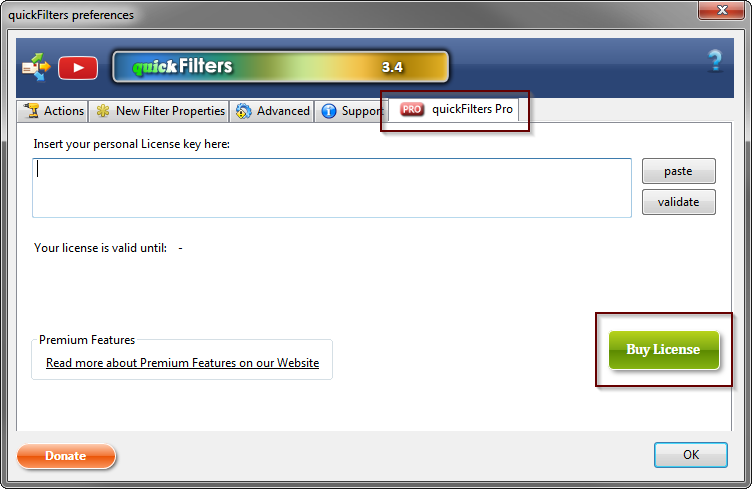 quickFilters preferences
quickFilters 3.4
?
Actions New Filter Properties Advanced Support PRO quickFilters Pro
Insert your personal License key here:
paste
validate
Your license is valid until: -
Premium Features
Read more about Premium Features on our Website
Buy License
Donate
OK